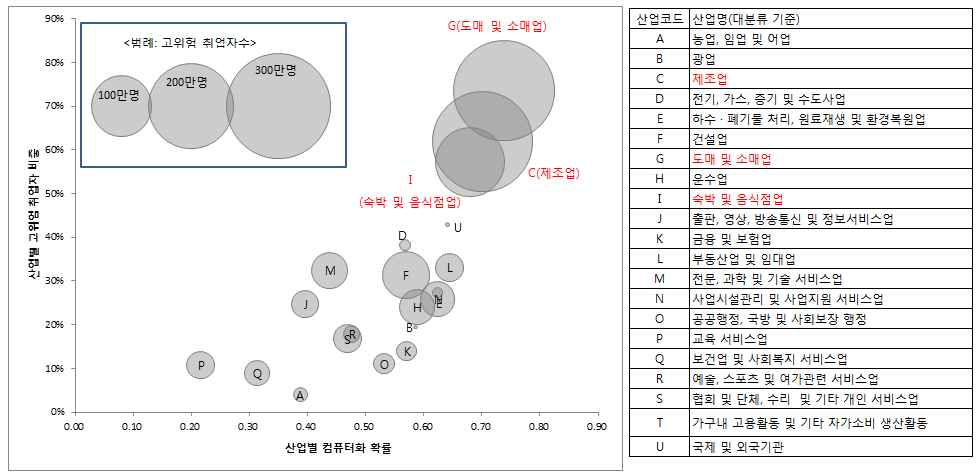 90%
80%
70%
60%
50%
40%
30%
20%
10%
0%
산업별 고위험 취업자 비중
<범례: 고위험 취업자수>
100만명
200만명
300만명
G(도매 및 소매업)
C(제조업)
I
(숙박 및 음식점업)
U
D
M
F
L
J
H
N
E
B
S
R
K
O
P
Q
A
0.00 0.10 0.20 0.30 0.40 0.50 0.60 0.70 0.80 0.90
산업별 컴퓨터화 확률
산업코드 산업명(대분류 기준)
A 농업, 임업 및 어업
B 광업
C 제조업
D 전기, 가스, 증기 및 수도사업
E 하수 · 폐기물 처리, 원료재생 및 환경복원업
F 건설업
G 도매 및 소매업
H 운수업
I 숙박 및 음식점업
J 출판, 영상, 방송통신 및 정보서비스업
K 금융 및 보험업
L 부동산업 및 임대업
M 전문, 과학 및 기술 서비스업
N 사업시설관리 및 사업지원 서비스업
O 공공행정, 국방 및 사회보장 행정
P 교육 서비스업
Q 보건업 및 사회복지 서비스업
R 예술, 스포츠 및 여가관련 서비스업
S 협회 및 단체, 수리 및 기타 개인 서비스업
T 가구내 고용활동 및 기타 자가소비 생산활동
U 국제 및 외국기관